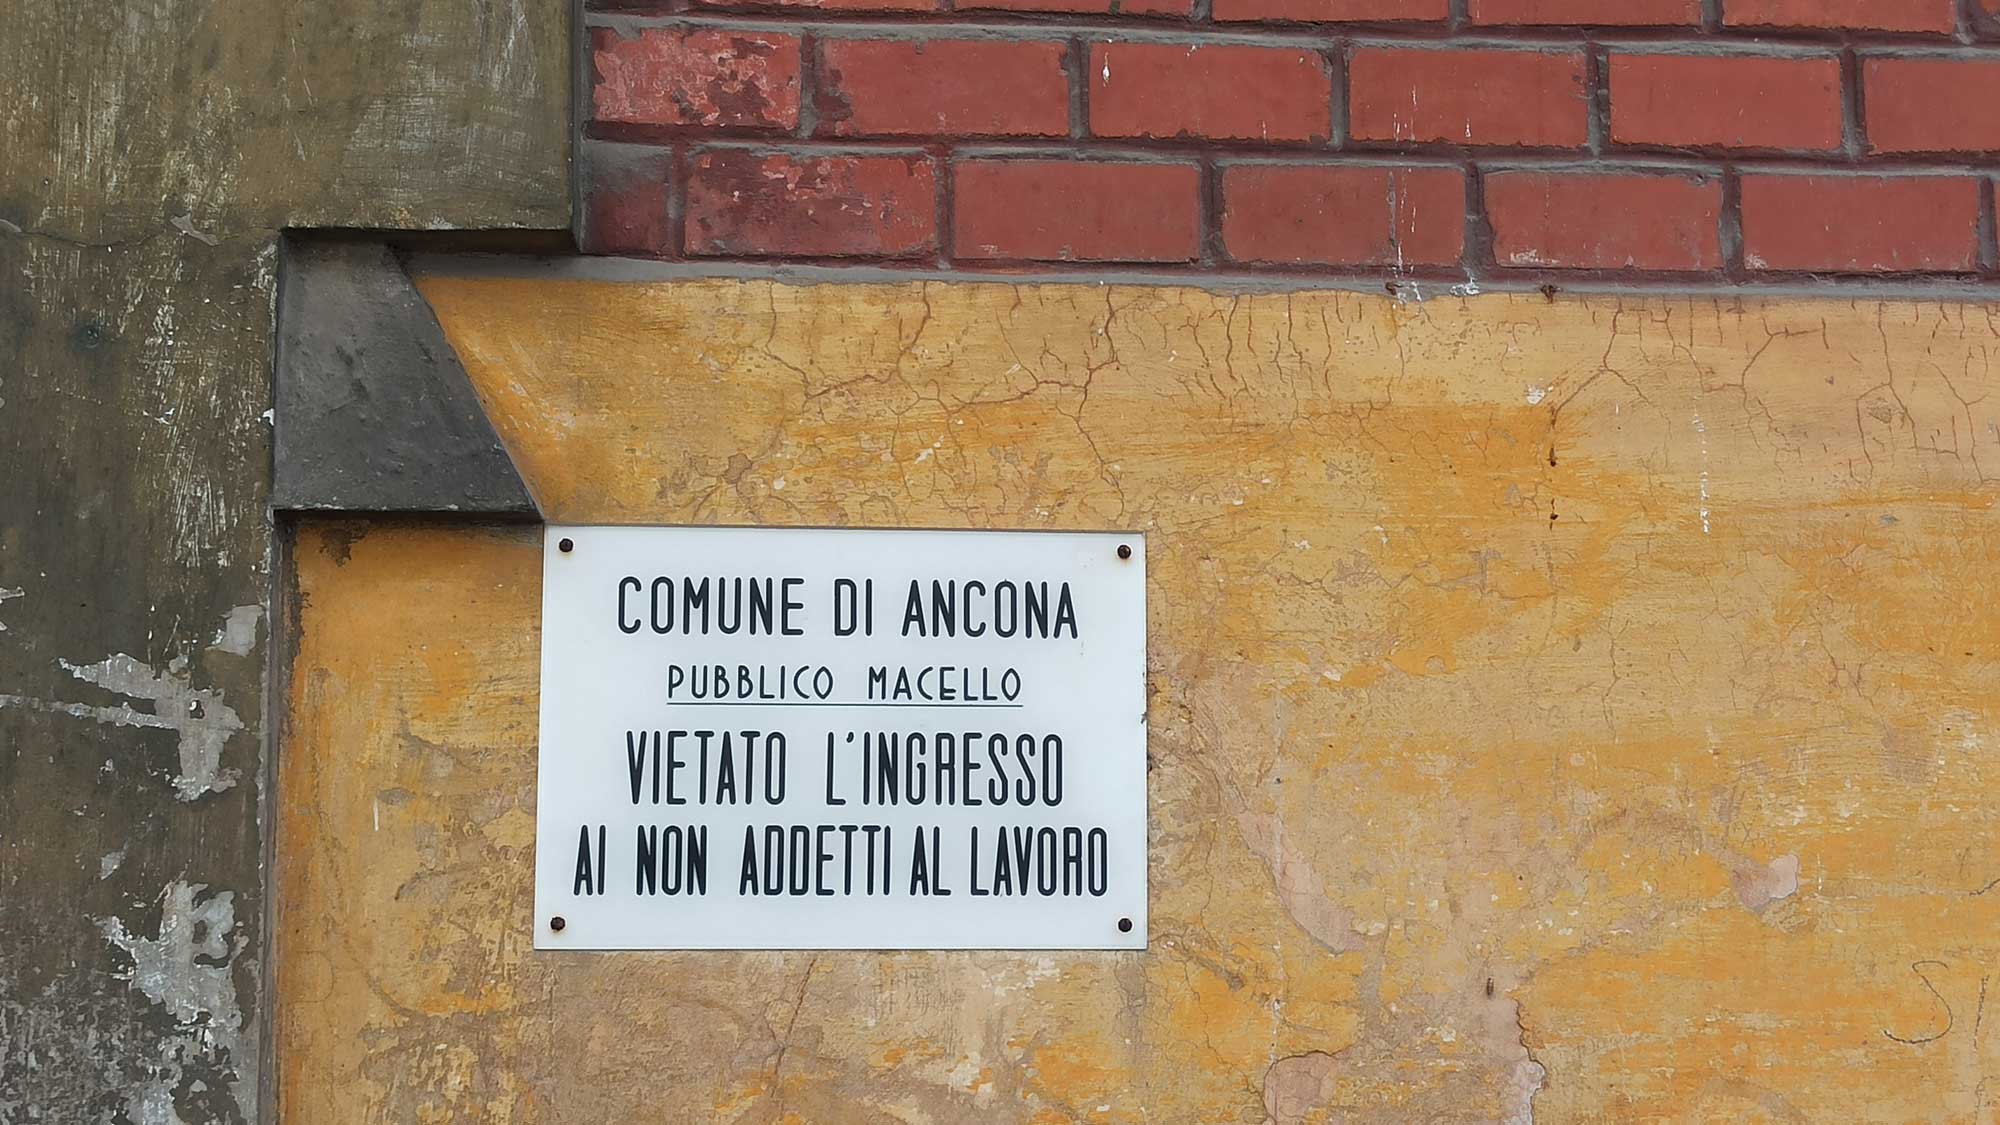 COMUNE DI ANCONA
PUBBLICO MACELLO
VIETATO L'INGRESSO
AI NON ADDETTI AL LAVORO